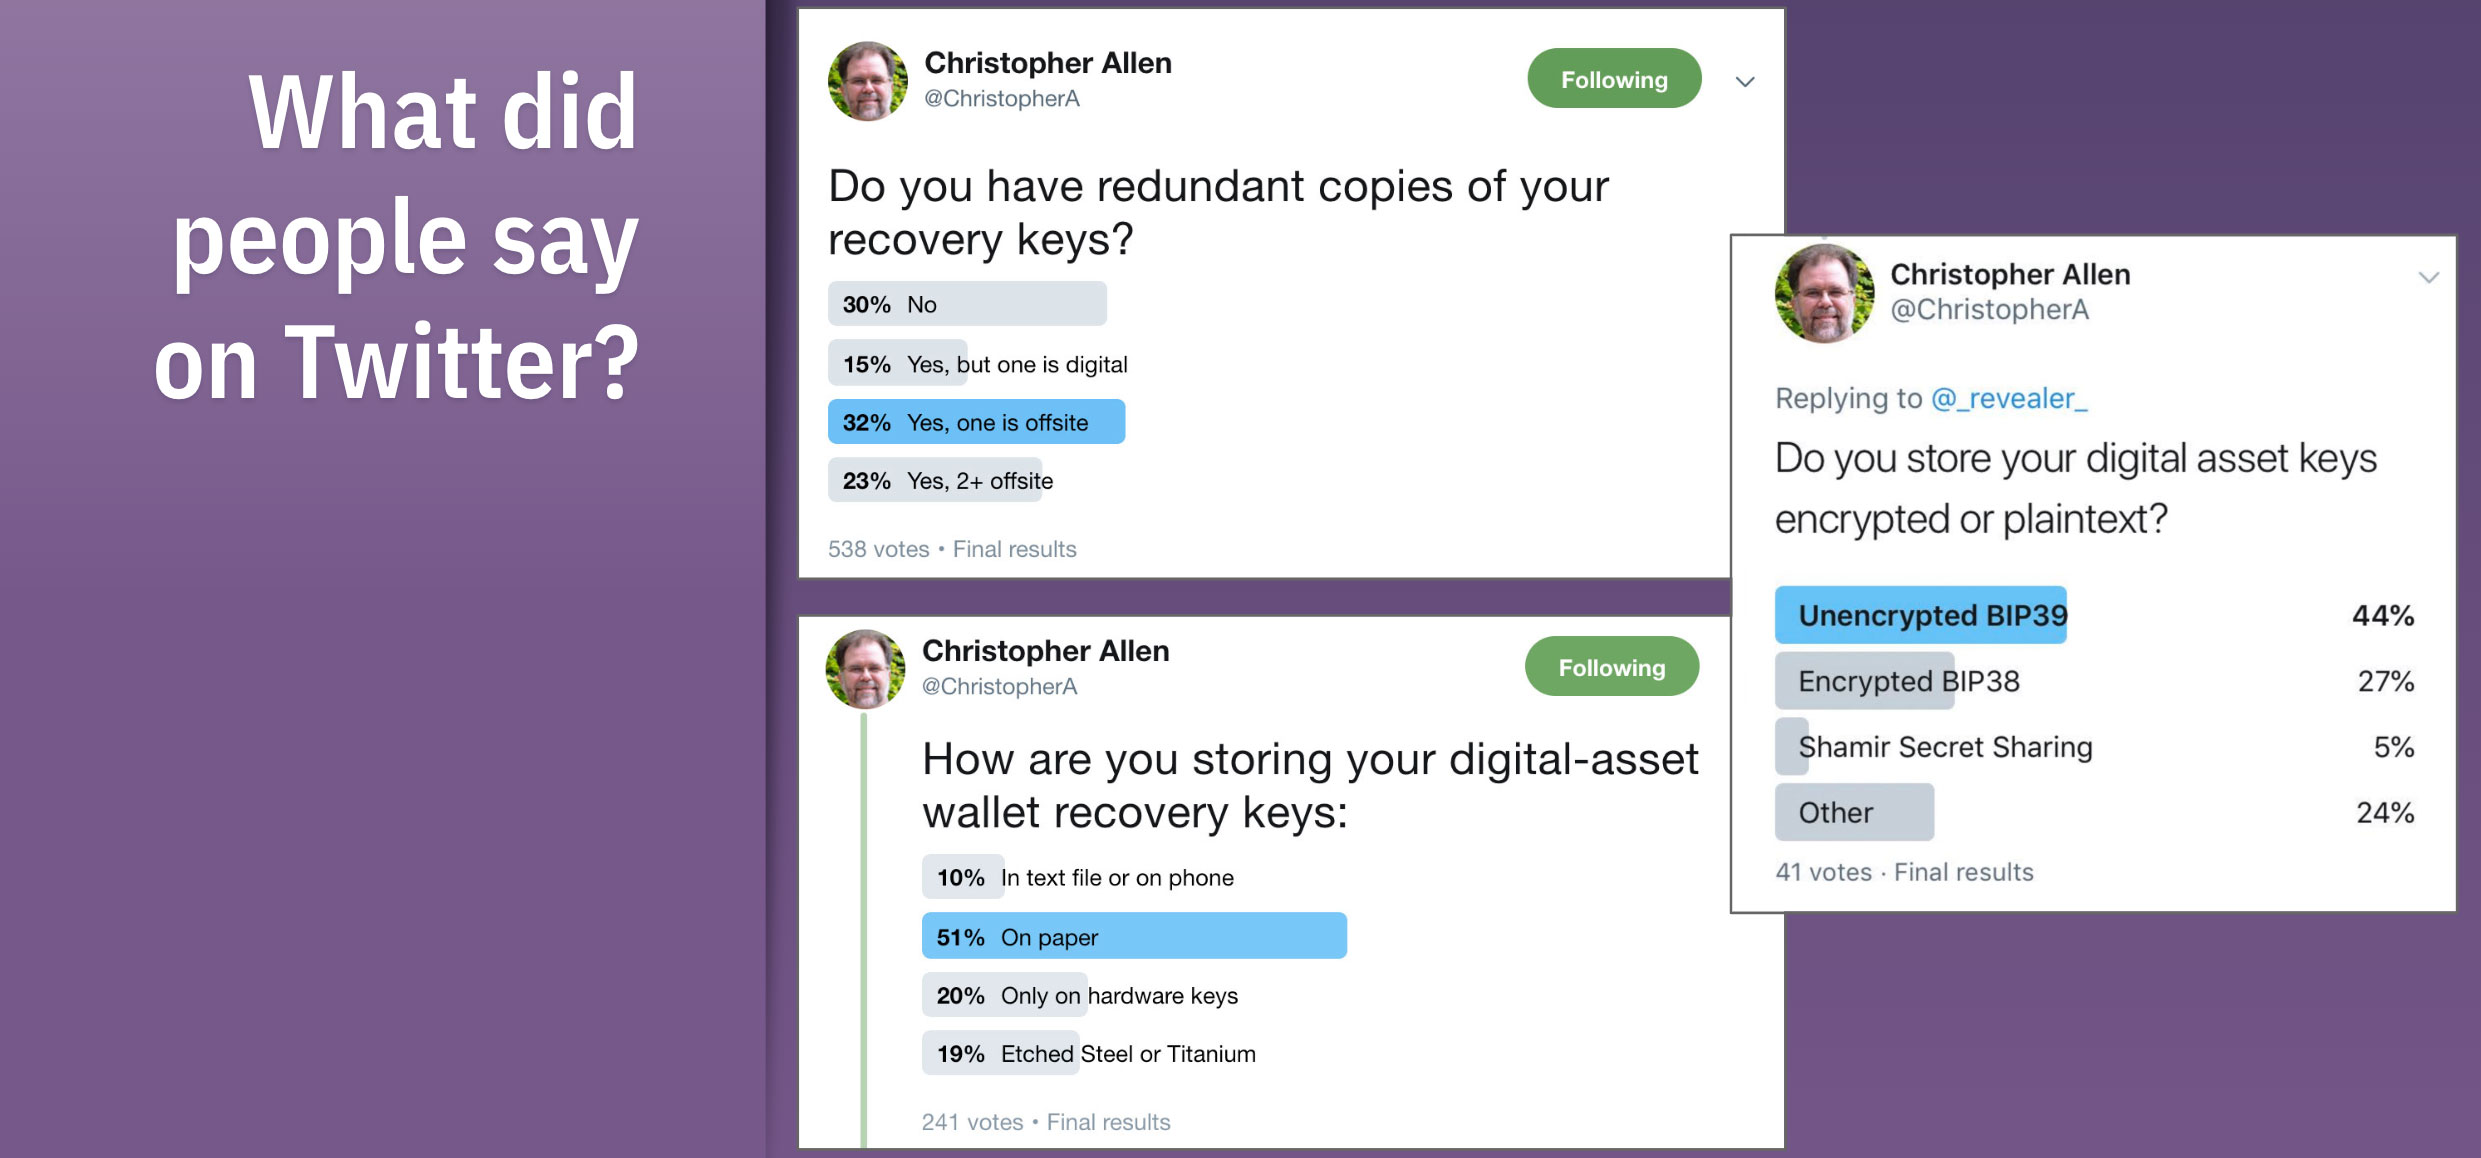 What did
people say
on Twitter?
Christopher Allen
@ChristopherA
Following
Do you have redundant copies of your
recovery keys?
30% No
15% Yes, but one is digital
32% Yes, one is offsite
23% Yes, 2+ offsite
538 votes • Final results
Christopher Allen
@ChristopherA
Following
How are you storing your digital-asset
wallet recovery keys:
10% In text file or on phone
51% On paper
20% Only on hardware keys
19% Etched Steel or Titanium
241 votes • Final results
Christopher Allen
@ChristopherA
Replying to @_revealer_
Do you store your digital asset keys
encrypted or plaintext?
Unencrypted BIP39 44%
Encrypted BIP38 27%
Shamir Secret Sharing 5%
Other 24%
41 votes · Final results